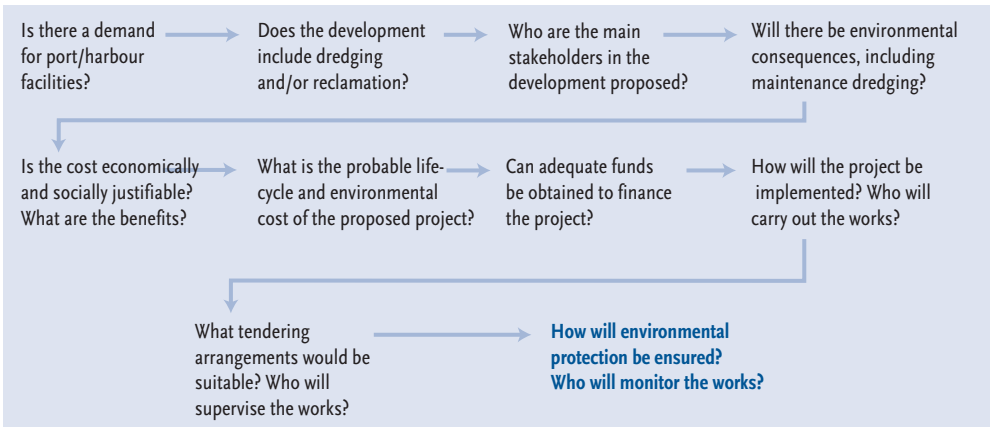 Is there a demand
for port/harbour
facilities?
Does the development
include dredging
and/or reclamation?
Who are the main
stakeholders in the
development proposed?
Will there be environmental
consequences, including
maintenance dredging?
Is the cost economically
and socially justifiable?
What are the benefits?
What is the probable life-
cycle and environmental
cost of the proposed project?
Can adequate funds
be obtained to finance
the project?
How will the project be
implemented? Who will
carry out the works?
What tendering
arrangements would be
suitable? Who will
supervise the works?
How will environmental
protection be ensured?
Who will monitor the works?